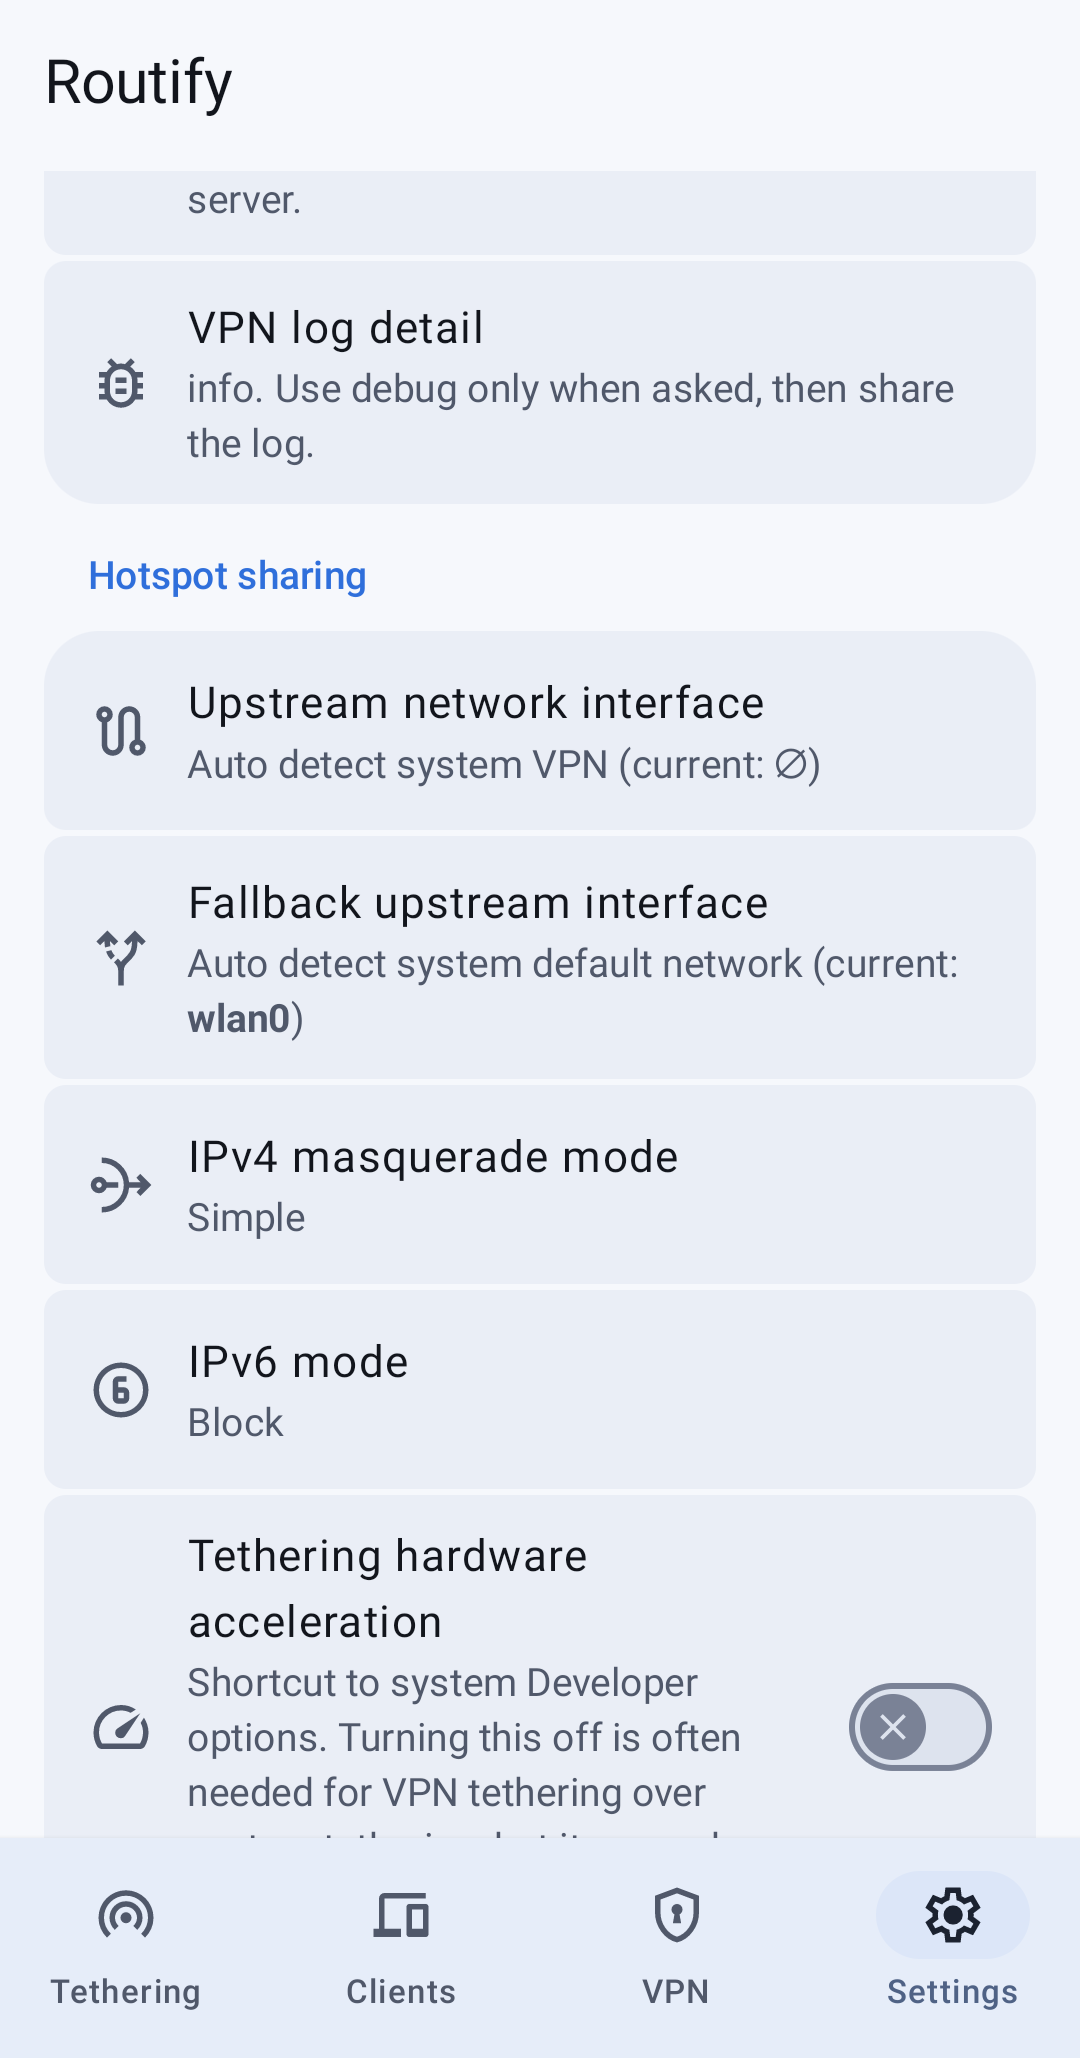 Routify
server.
VPN log detail
info. Use debug only when asked, then share
the log.
Hotspot sharing
Upstream network interface
Auto detect system VPN (current: ∅)
Fallback upstream interface
Auto detect system default network (current:
wlan0)
IPv4 masquerade mode
Simple
IPv6 mode
Block
Tethering hardware
acceleration
Shortcut to system Developer
options. Turning this off is often
needed for VPN tethering over
Tethering
Clients
VPN
Settings